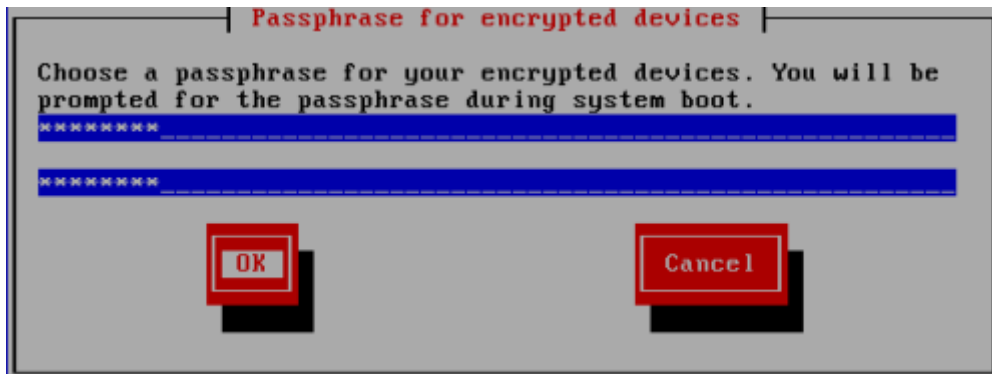 Passphrase for encrypted devices
Choose a passphrase for your encrypted devices. You will be
prompted for the passphrase during system boot.
********
********
OK Cancel